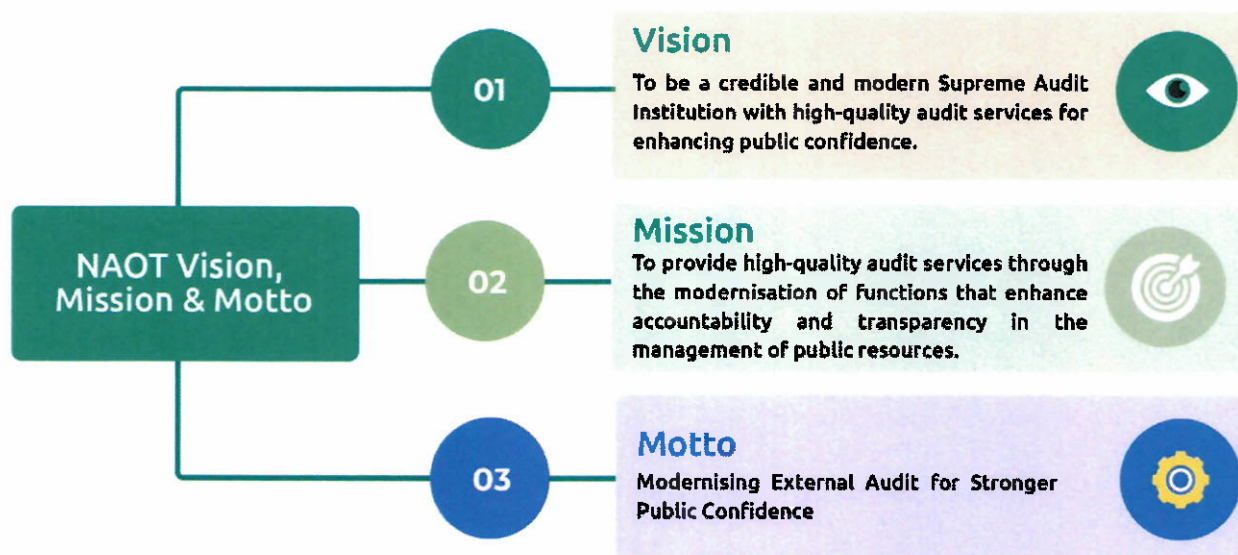 NAOT Vision,
Mission & Motto
01
Vision
To be a credible and modern Supreme Audit
Institution with high-quality audit services for
enhancing public confidence.
02
Mission
To provide high-quality audit services through
the modernisation of functions that enhance
accountability and transparency in the
management of public resources.
03
Motto
Modernising External Audit for Stronger
Public Confidence